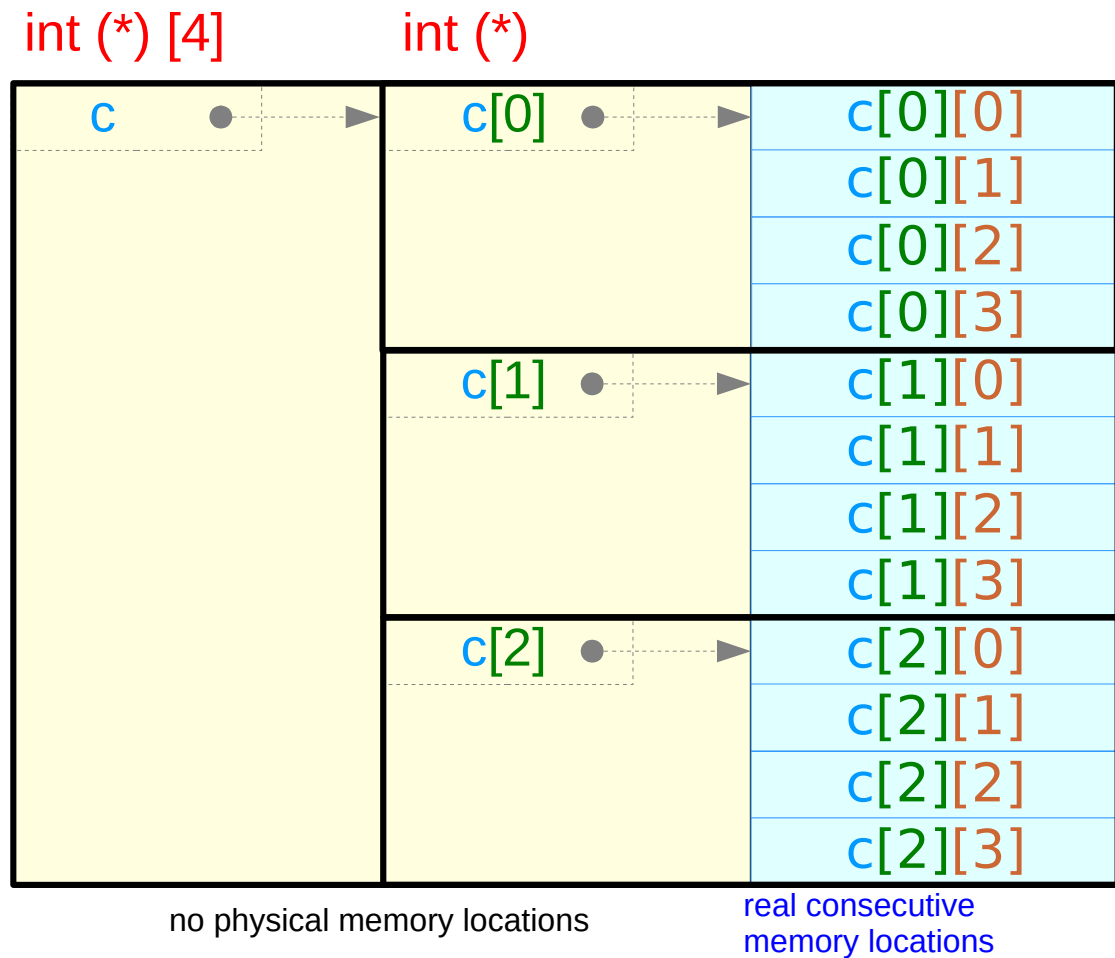 int (*) [4] int (*)
c c[0] c[0][0]
c[0][1]
c[0][2]
c[0][3]
c[1] c[1][0]
c[1][1]
c[1][2]
c[1][3]
c[2] c[2][0]
c[2][1]
c[2][2]
c[2][3]
no physical memory locations
real consecutive
memory locations